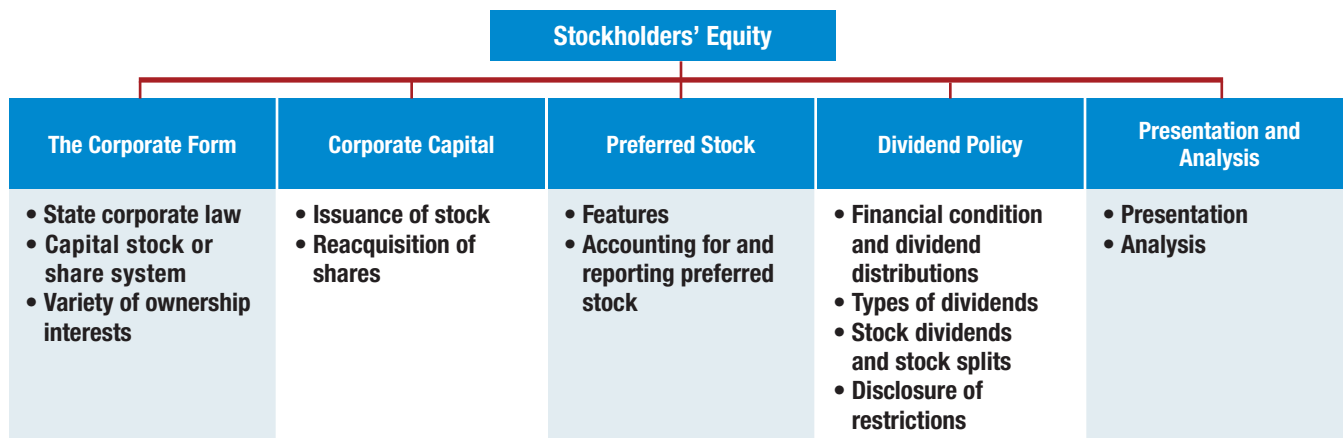 Stockholders' Equity
The Corporate Form
• State corporate law
• Capital stock or
share system
• Variety of ownership
interests
Corporate Capital
• Issuance of stock
• Reacquisition of
shares
Preferred Stock
• Features
• Accounting for and
reporting preferred
stock
Dividend Policy
• Financial condition
and dividend
distributions
• Types of dividends
• Stock dividends
and stock splits
• Disclosure of
restrictions
Presentation and
Analysis
• Presentation
• Analysis